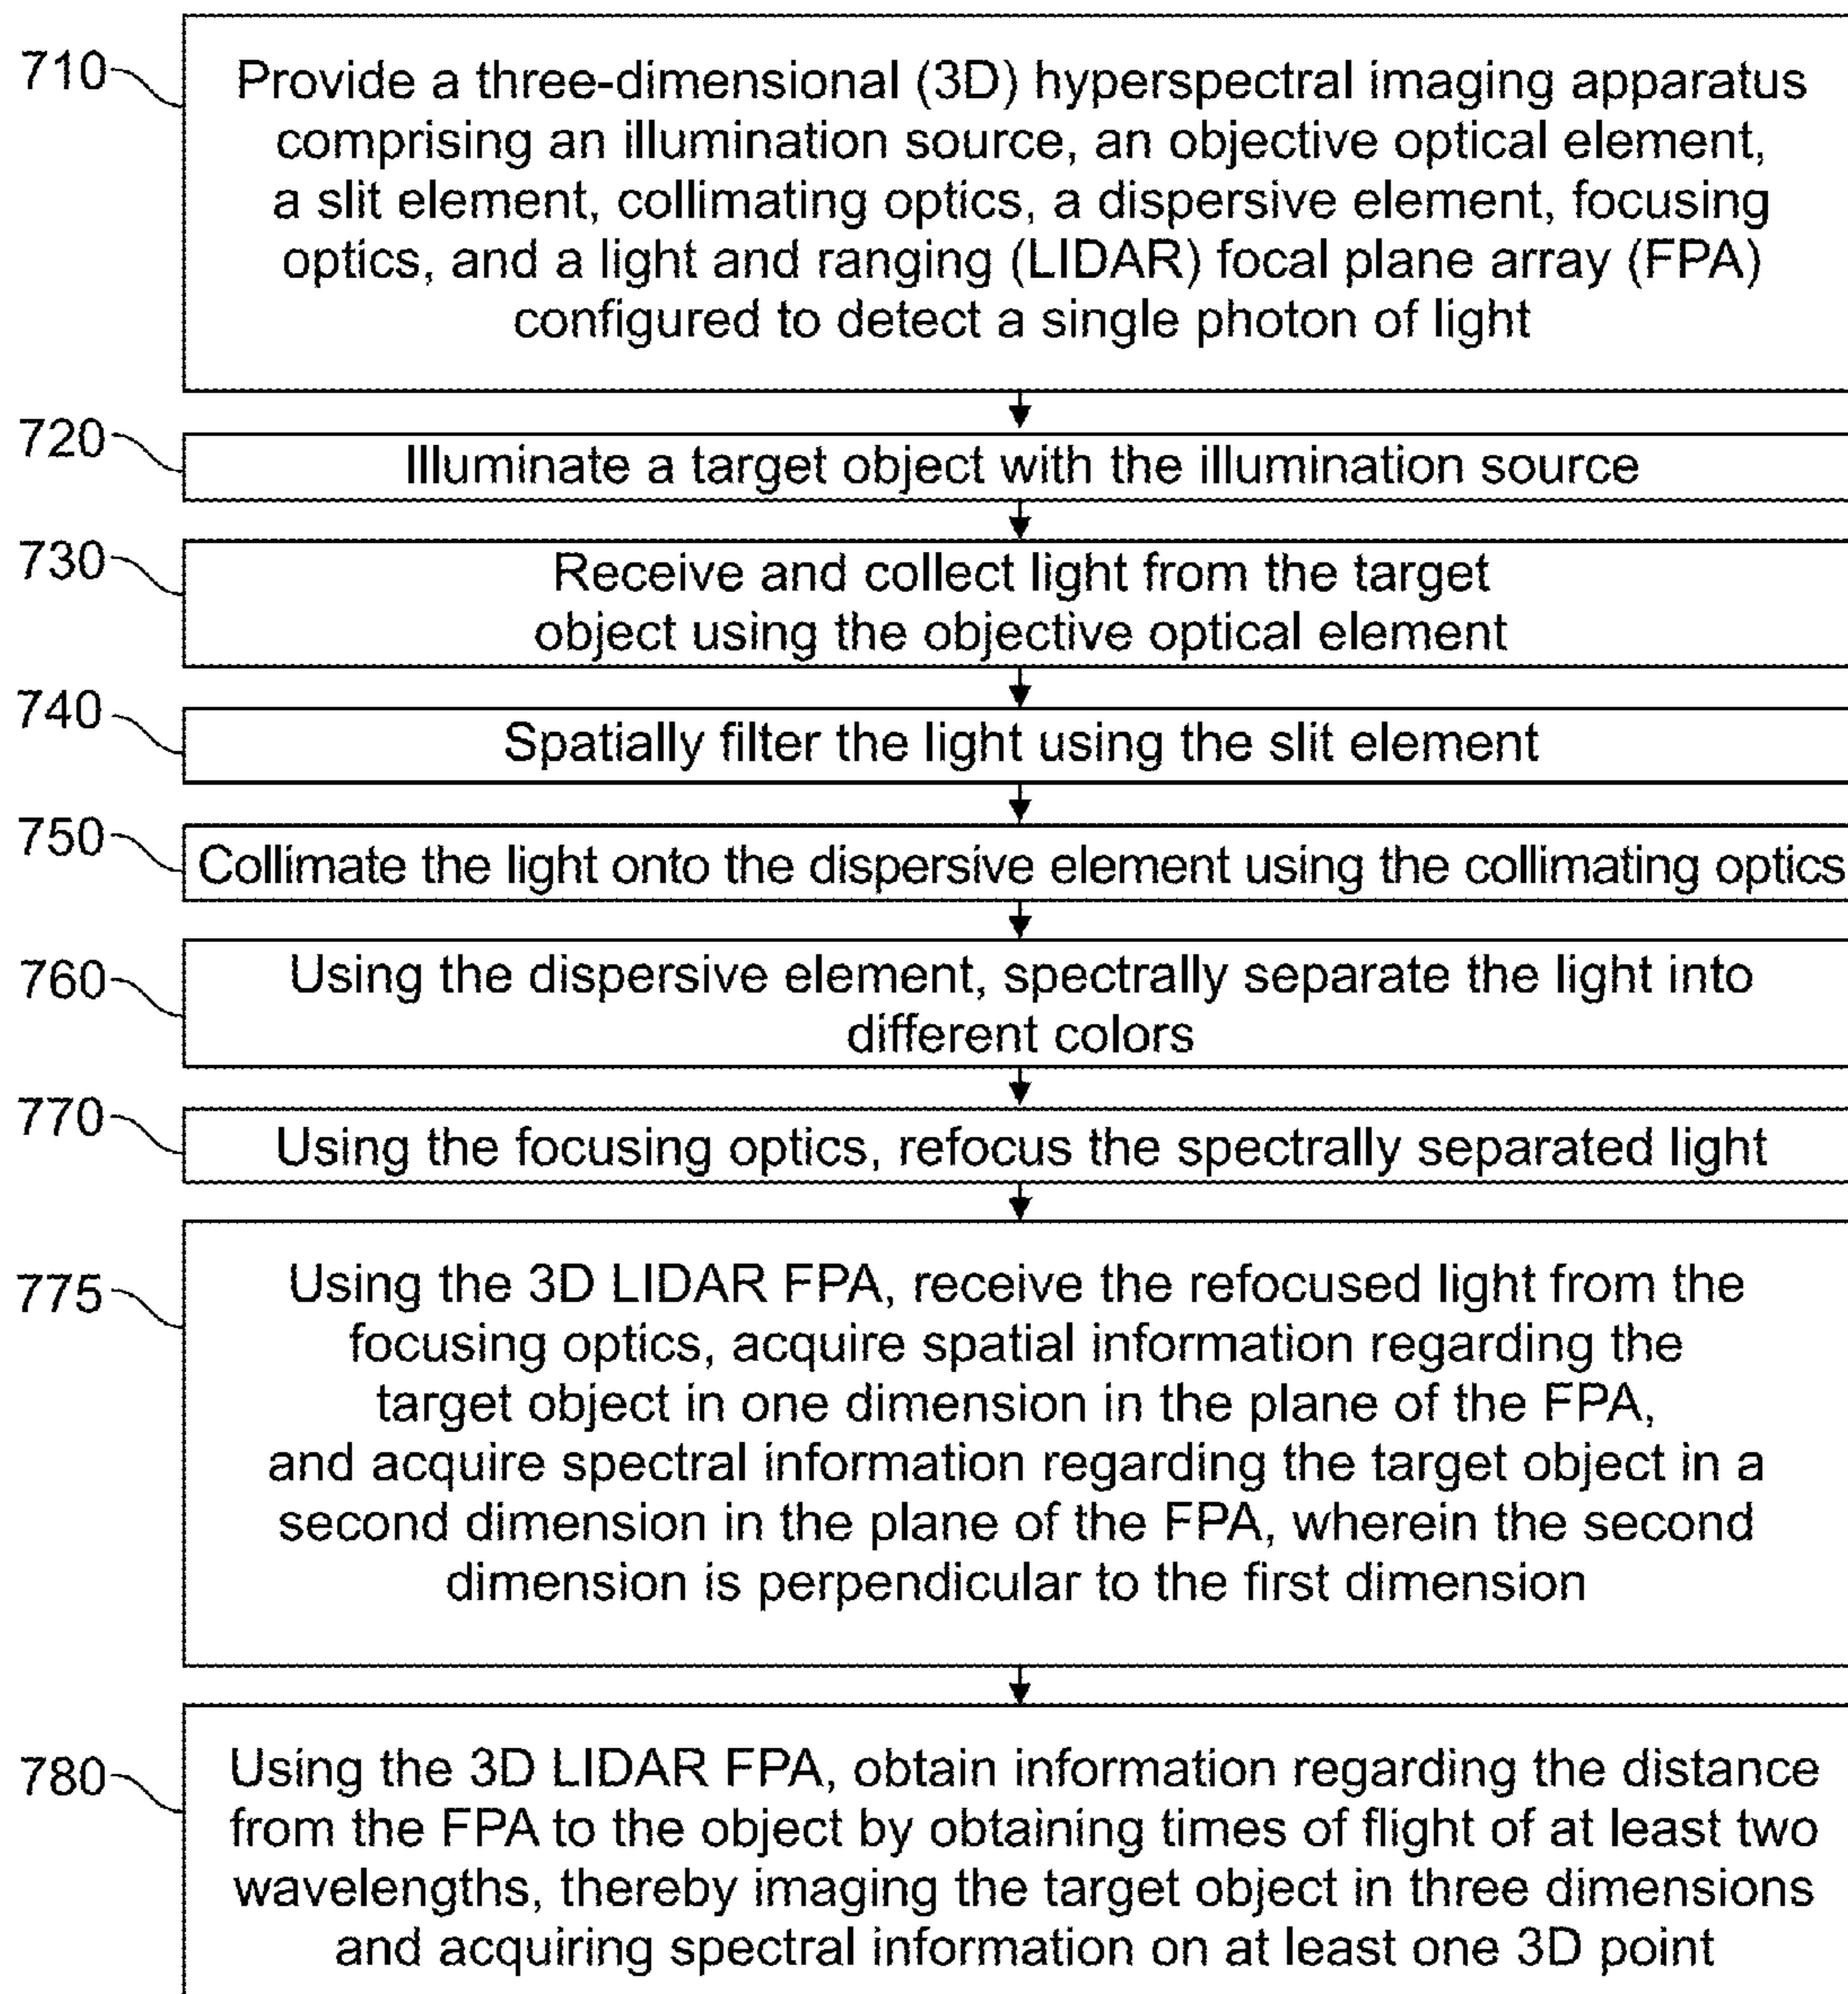 710
Provide a three-dimensional (3D) hyperspectral imaging apparatus
comprising an illumination source, an objective optical element,
a slit element, collimating optics, a dispersive element, focusing
optics, and a light and ranging (LIDAR) focal plane array (FPA)
configured to detect a single photon of light
720
Illuminate a target object with the illumination source
730
Receive and collect light from the target
object using the objective optical element
740
Spatially filter the light using the slit element
750
Collimate the light onto the dispersive element using the collimating optics
760
Using the dispersive element, spectrally separate the light into
different colors
770
Using the focusing optics, refocus the spectrally separated light
775
Using the 3D LIDAR FPA, receive the refocused light from the
focusing optics, acquire spatial information regarding the
target object in one dimension in the plane of the FPA,
and acquire spectral information regarding the target object in a
second dimension in the plane of the FPA, wherein the second
dimension is perpendicular to the first dimension
780
Using the 3D LIDAR FPA, obtain information regarding the distance
from the FPA to the object by obtaining times of flight of at least two
wavelengths, thereby imaging the target object in three dimensions
and acquiring spectral information on at least one 3D point